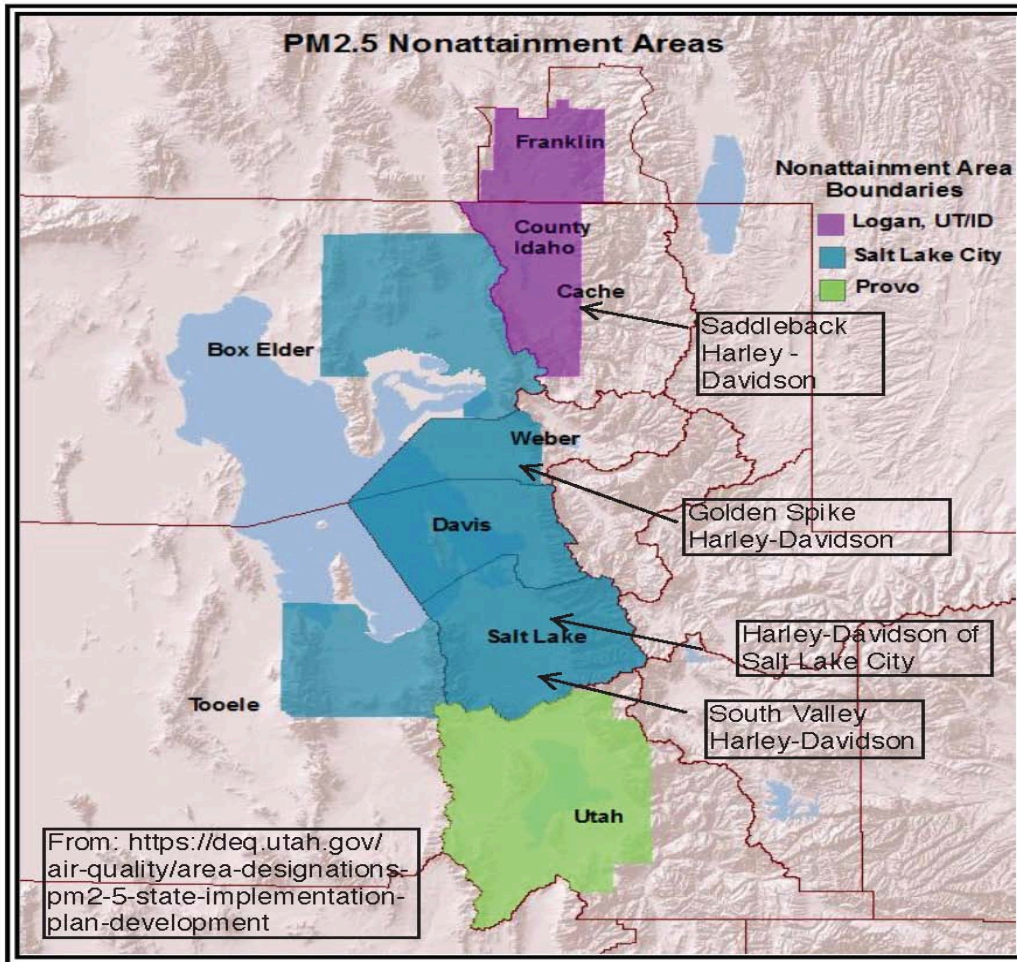 PM2.5 Nonattainment Areas
Franklin
Nonattainment Area
Boundaries
Logan, UT/ID
Salt Lake City
Provo
County
Idaho
Cache
Saddleback
Harley -
Davidson
Box Elder
Weber
Golden Spike
Harley-Davidson
Davis
Salt Lake
Harley-Davidson of
Salt Lake City
Tooele
South Valley
Harley-Davidson
Utah
From: https://deq.utah.gov/
air-quality/area-designations-
pm2-5-state-implementation-
plan-development